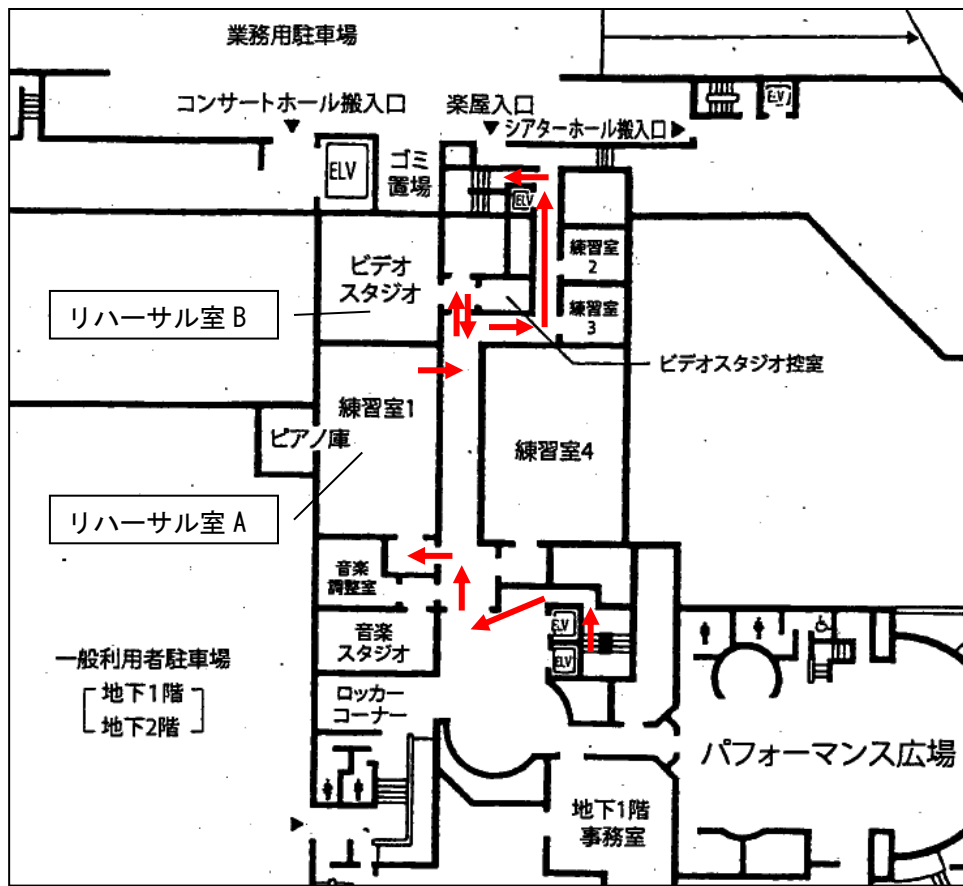 業務用駐車場
コンサートホール搬入口
楽屋入口
シアターホール搬入口
ELV
ELV
ゴミ
置場
ELV
ビデオ
スタジオ
練習室
2
練習室
3
リハーサル室 B
ビデオスタジオ控室
練習室1
ピアノ庫
練習室4
リハーサル室 A
音楽
調整室
音楽
スタジオ
ELV
ELV
一般利用者駐車場
地下1階
地下2階
ロッカー
コーナー
パフォーマンス広場
地下1階
事務室